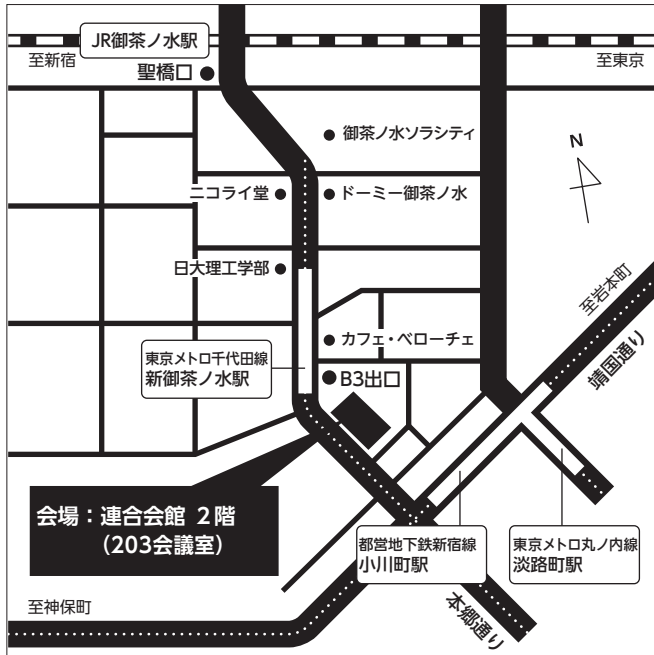 JR御茶ノ水駅
至新宿
至東京
聖橋口
御茶ノ水ソラシティ
N
ニコライ堂
ドーミー御茶ノ水
日大理工学部
至岩本町
靖国通り
カフェ・ベローチェ
東京メトロ千代田線
新御茶ノ水駅
B3出口
会場：連合会館 2階
(203会議室)
都営地下鉄新宿線
小川町駅
東京メトロ丸ノ内線
淡路町駅
至神保町
本郷通り